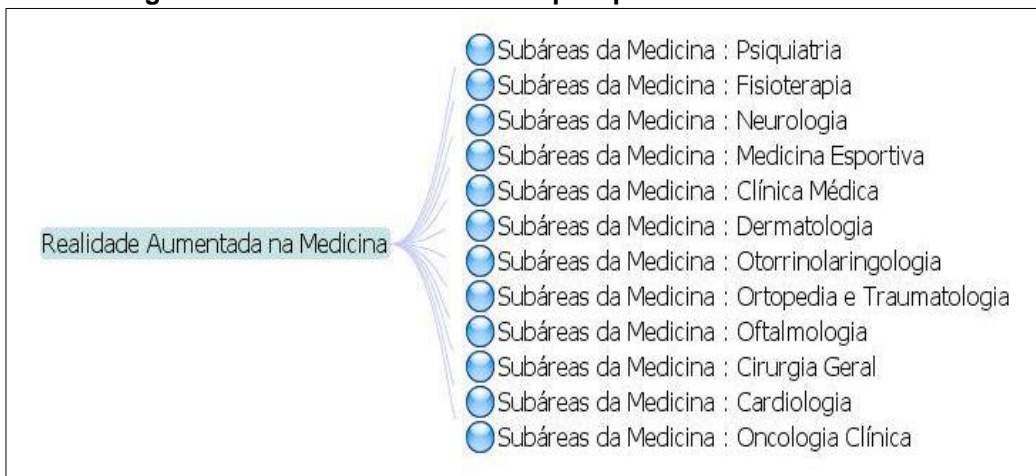 Subáreas da Medicina : Psiquiatria
Subáreas da Medicina : Fisioterapia
Subáreas da Medicina : Neurologia
Subáreas da Medicina : Medicina Esportiva
Subáreas da Medicina : Clínica Médica
Subáreas da Medicina : Dermatologia
Realidade Aumentada na Medicina
Subáreas da Medicina : Otorrinolaringologia
Subáreas da Medicina : Ortopedia e Traumatologia
Subáreas da Medicina : Oftalmologia
Subáreas da Medicina : Cirurgia Geral
Subáreas da Medicina : Cardiologia
Subáreas da Medicina : Oncologia Clínica